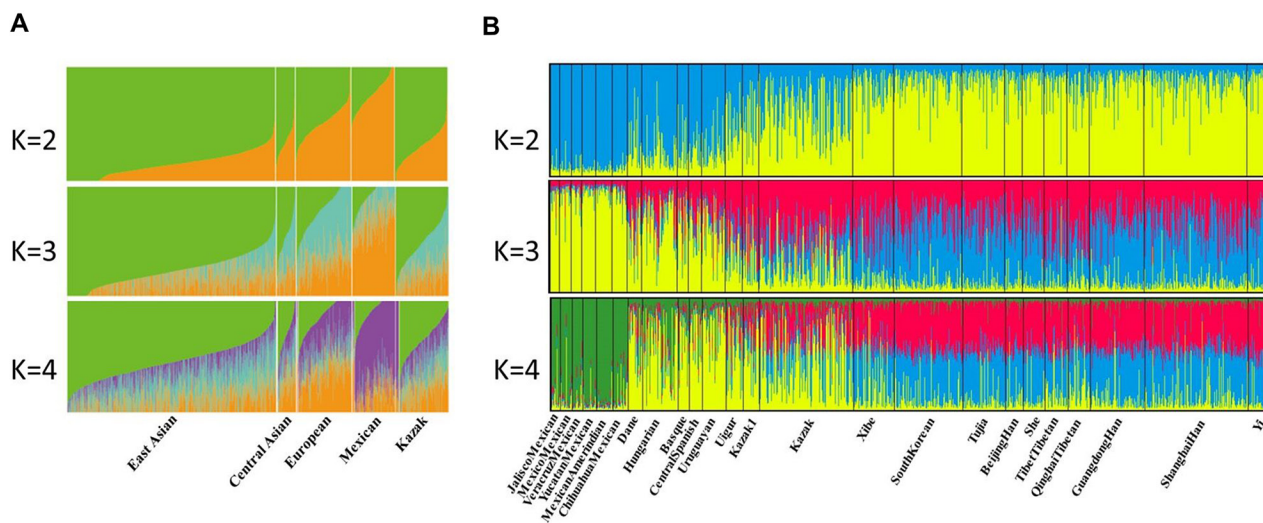 A
B
K=2
K=3
K=4
East Asian
Central Asian
European
Mexican
Kazak
K=2
K=3
K=4
JaliscoMexican
MexicoMexican
VeracruzMexican
YucatanMexican
MexicanAmerindian
ChihuahuaMexican
Dane
Hungarian
Basque
CentralSpanish
Uruguayan
Uigur
Kazak1
Kazak
Xibe
SouthKorean
Tujia
BeijingHan
She
TibetTibetan
QinghaiTibetan
GuangdongHan
ShanghaiHan
Yi